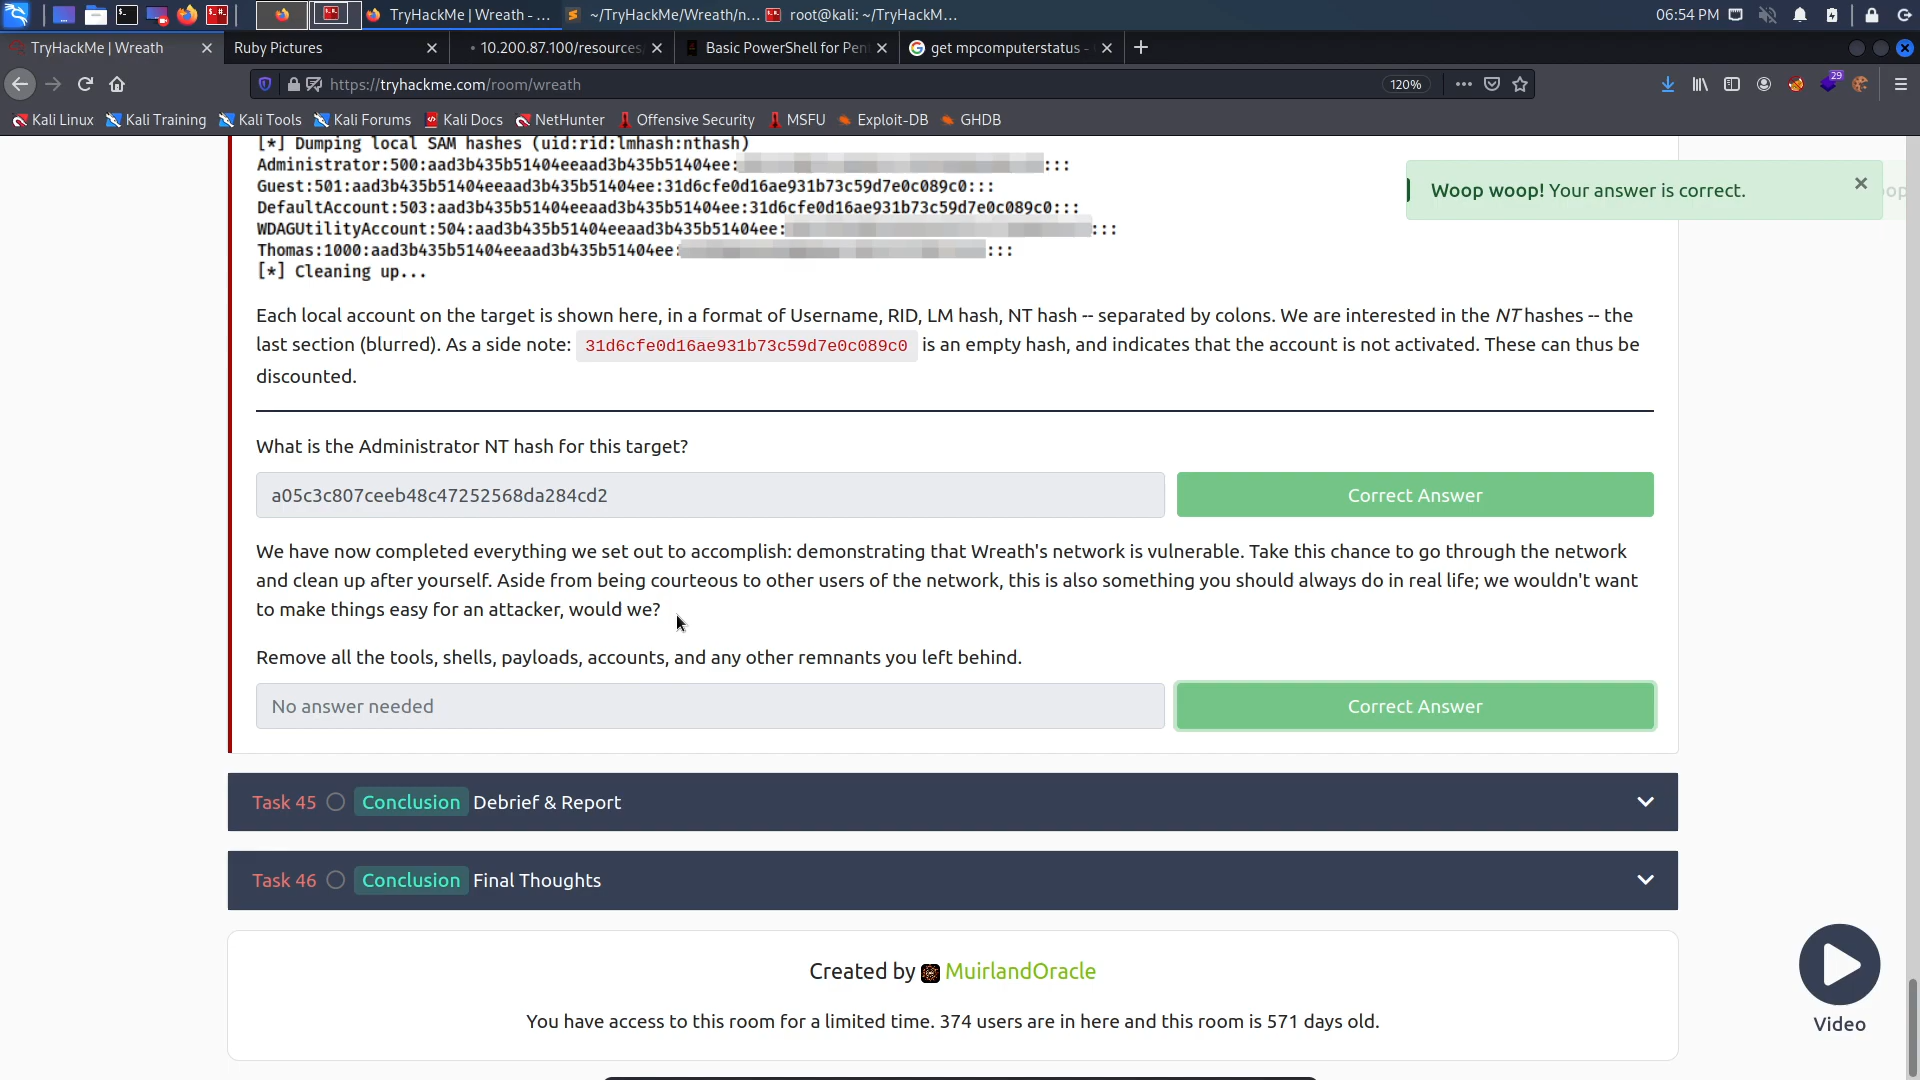 TryHackMe | Wreath - ...
~/TryHackMe/Wreath/n...
root@kali: ~/TryHackM...
06:54 PM
TryHackMe | Wreath
Ruby Pictures
10.200.87.100/resources
Basic PowerShell for Pen
get mpcomputerstatus -
https://tryhackme.com/room/wreath
120%
29
Kali Linux
Kali Training
Kali Tools
Kali Forums
Kali Docs
NetHunter
Offensive Security
MSFU
Exploit-DB
GHDB
[*] Dumping local SAM hashes (uid:rid:lmhash:nthash)
Administrator:500:aad3b435b51404eeaad3b435b51404ee: :::
Guest:501:aad3b435b51404eeaad3b435b51404ee:31d6cfe0d16ae931b73c59d7e0c089c0:::
DefaultAccount:503:aad3b435b51404eeaad3b435b51404ee:31d6cfe0d16ae931b73c59d7e0c089c0:::
WDAGUtilityAccount:504:aad3b435b51404eeaad3b435b51404ee: :::
Thomas:1000:aad3b435b51404eeaad3b435b51404ee: :::
[*] Cleaning up...
Woop woop! Your answer is correct.
Each local account on the target is shown here, in a format of Username, RID, LM hash, NT hash -- separated by colons. We are interested in the NT hashes -- the
last section (blurred). As a side note: 31d6cfe0d16ae931b73c59d7e0c089c0 is an empty hash, and indicates that the account is not activated. These can thus be
discounted.
What is the Administrator NT hash for this target?
a05c3c807ceeb48c47252568da284cd2
Correct Answer
We have now completed everything we set out to accomplish: demonstrating that Wreath's network is vulnerable. Take this chance to go through the network
and clean up after yourself. Aside from being courteous to other users of the network, this is also something you should always do in real life; we wouldn't want
to make things easy for an attacker, would we?
Remove all the tools, shells, payloads, accounts, and any other remnants you left behind.
No answer needed
Correct Answer
Task 45 Conclusion Debrief & Report
Task 46 Conclusion Final Thoughts
Created by MuirlandOracle
You have access to this room for a limited time. 374 users are in here and this room is 571 days old.
Video